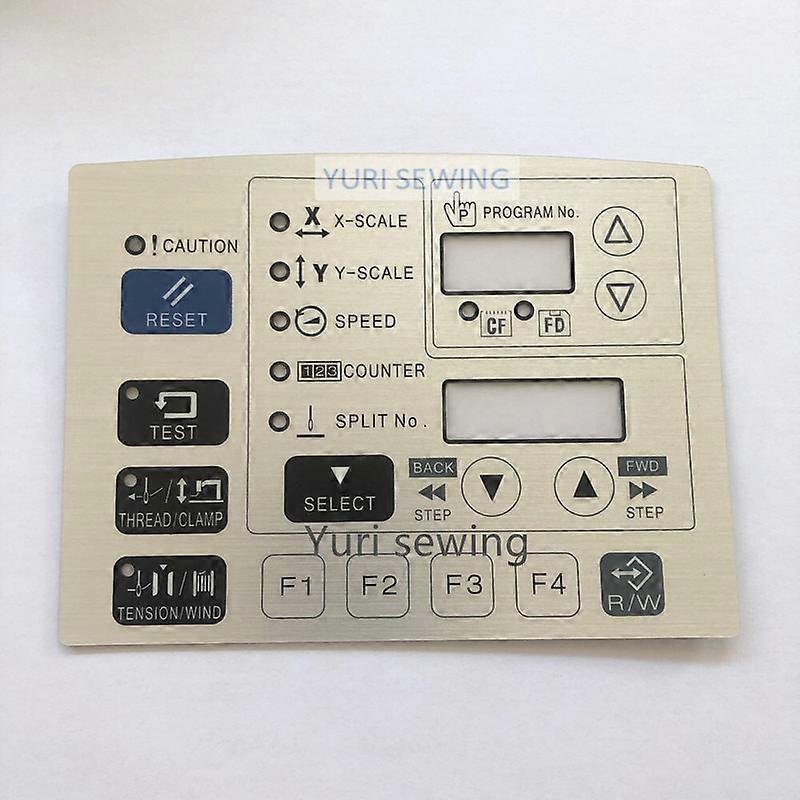 YURI SEWING
! CAUTION
RESET
TEST
THREAD/CLAMP
TENSION/WIND
X X-SCALE
Y Y-SCALE
SPEED
123 COUNTER
SPLIT No.
SELECT
P PROGRAM No.
CF FD
BACK
STEP
FWD
STEP
Yuri sewing
F1 F2 F3 F4
R/W